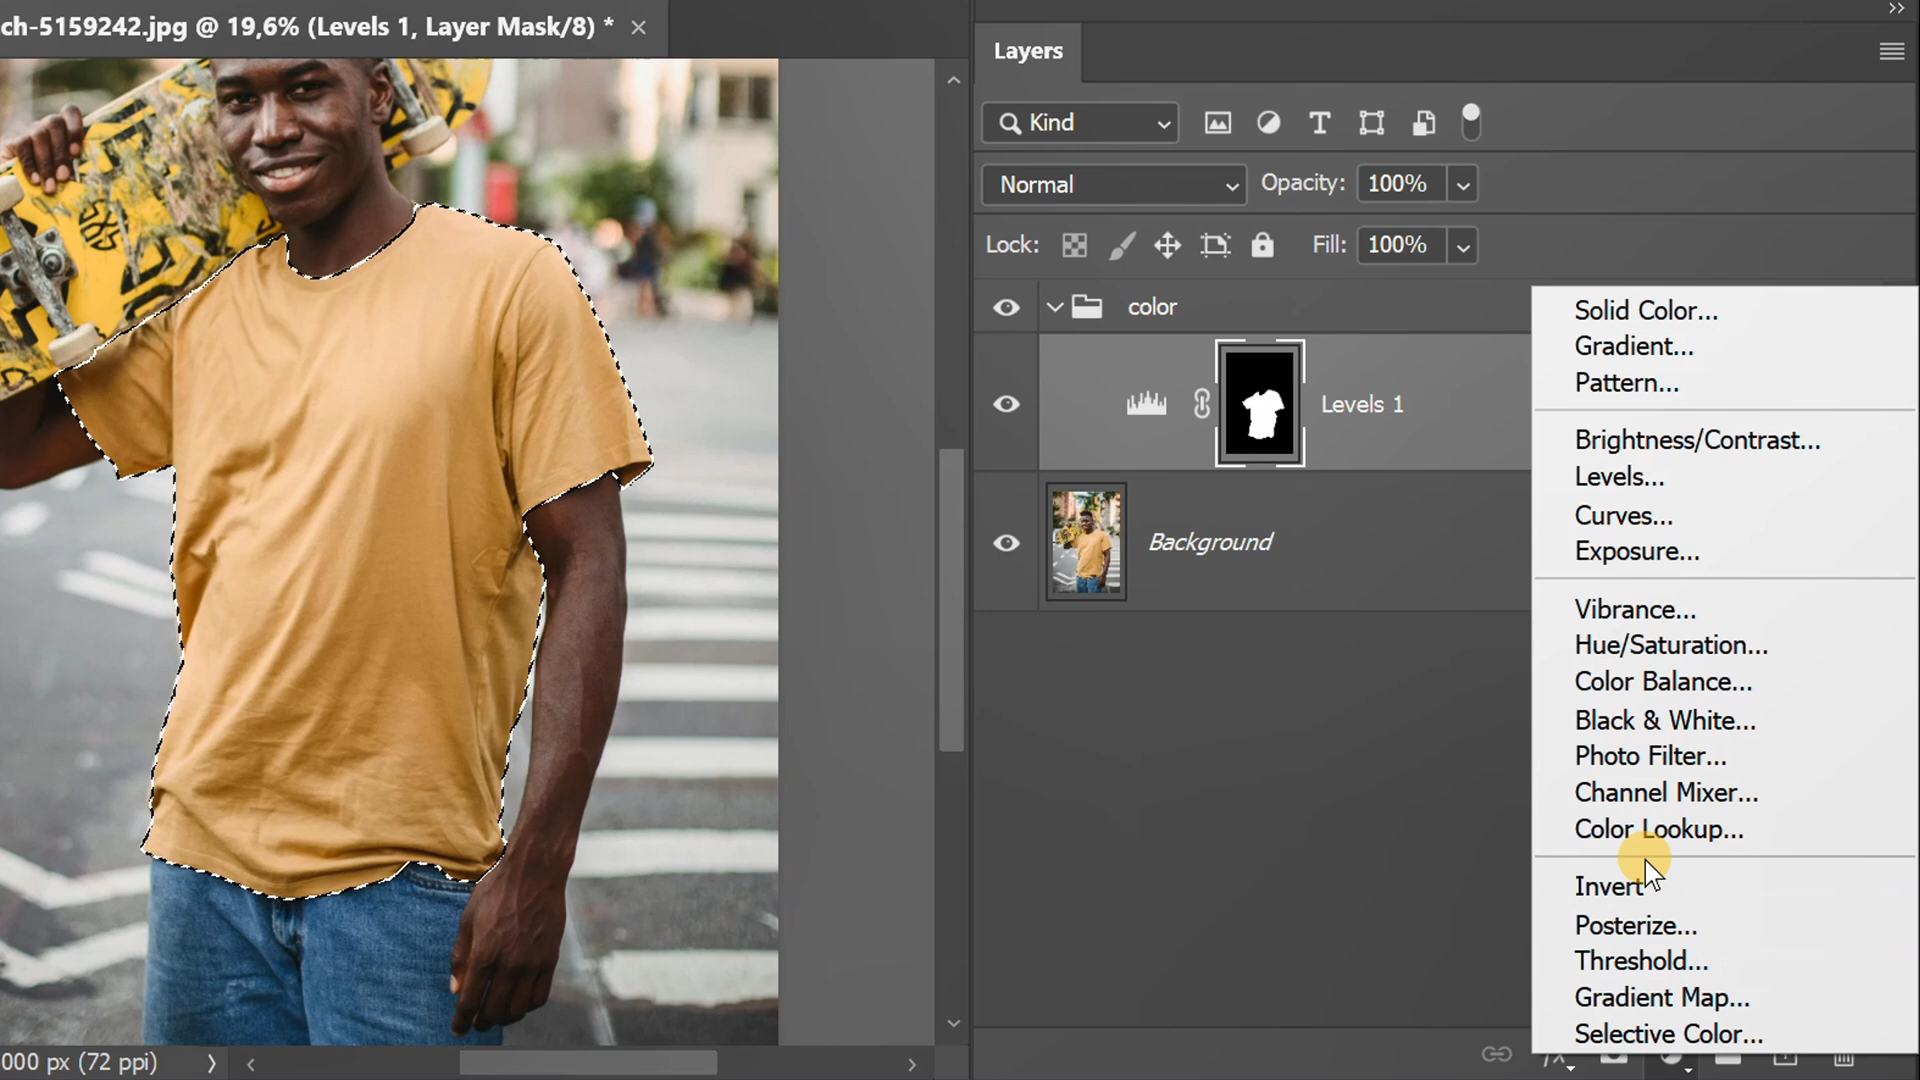 ch-5159242.jpg @ 19,6% (Levels 1, Layer Mask/8) *
Layers
Kind
Normal
Opacity: 100%
Lock:
Fill: 100%
color
Levels 1
Background
Solid Color...
Gradient...
Pattern...
Brightness/Contrast...
Levels...
Curves...
Exposure...
Vibrance...
Hue/Saturation...
Color Balance...
Black & White...
Photo Filter...
Channel Mixer...
Color Lookup...
Invert
Posterize...
Threshold...
Gradient Map...
Selective Color...
000 px (72 ppi)